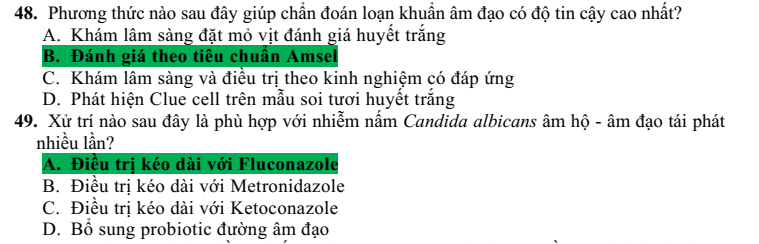 48. Phương thức nào sau đây giúp chẩn đoán loạn khuẩn âm đạo có độ tin cậy cao nhất?
A. Khám lâm sàng đặt mỏ vịt đánh giá huyết trắng
B. Đánh giá theo tiêu chuẩn Amsel
C. Khám lâm sàng và điều trị theo kinh nghiệm có đáp ứng
D. Phát hiện Clue cell trên mẫu soi tươi huyết trắng
49. Xử trí nào sau đây là phù hợp với nhiễm nấm Candida albicans âm hộ - âm đạo tái phát
nhiều lần?
A. Điều trị kéo dài với Fluconazole
B. Điều trị kéo dài với Metronidazole
C. Điều trị kéo dài với Ketoconazole
D. Bổ sung probiotic đường âm đạo